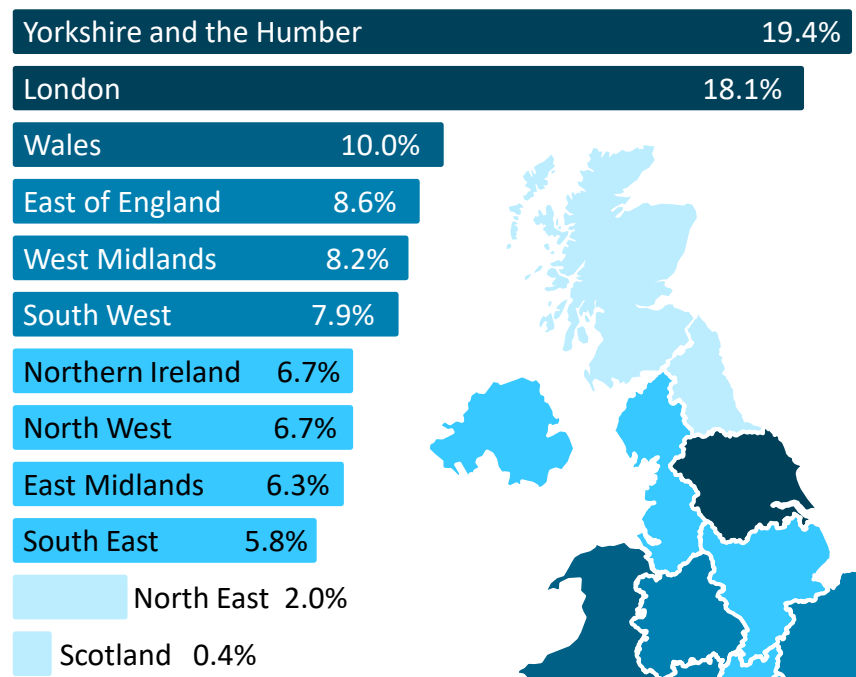 Yorkshire and the Humber 19.4%
London 18.1%
Wales 10.0%
East of England 8.6%
West Midlands 8.2%
South West 7.9%
Northern Ireland 6.7%
North West 6.7%
East Midlands 6.3%
South East 5.8%
North East 2.0%
Scotland 0.4%